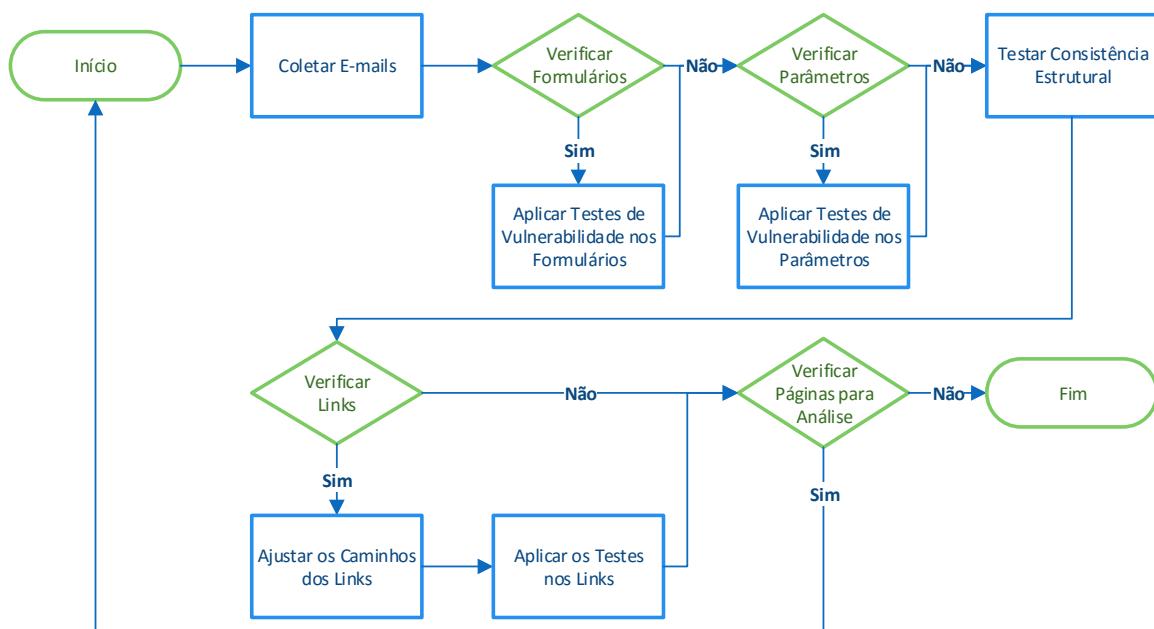 Início
Coletar E-mails
Verificar
Formulários
Não
Verificar
Parâmetros
Não
Testar Consistência
Estrutural
Sim
Sim
Aplicar Testes de
Vulnerabilidade nos
Formulários
Aplicar Testes de
Vulnerabilidade nos
Parâmetros
Verificar
Links
Não
Verificar
Páginas para
Análise
Não
Fim
Sim
Sim
Ajustar os Caminhos
dos Links
Aplicar os Testes
nos Links